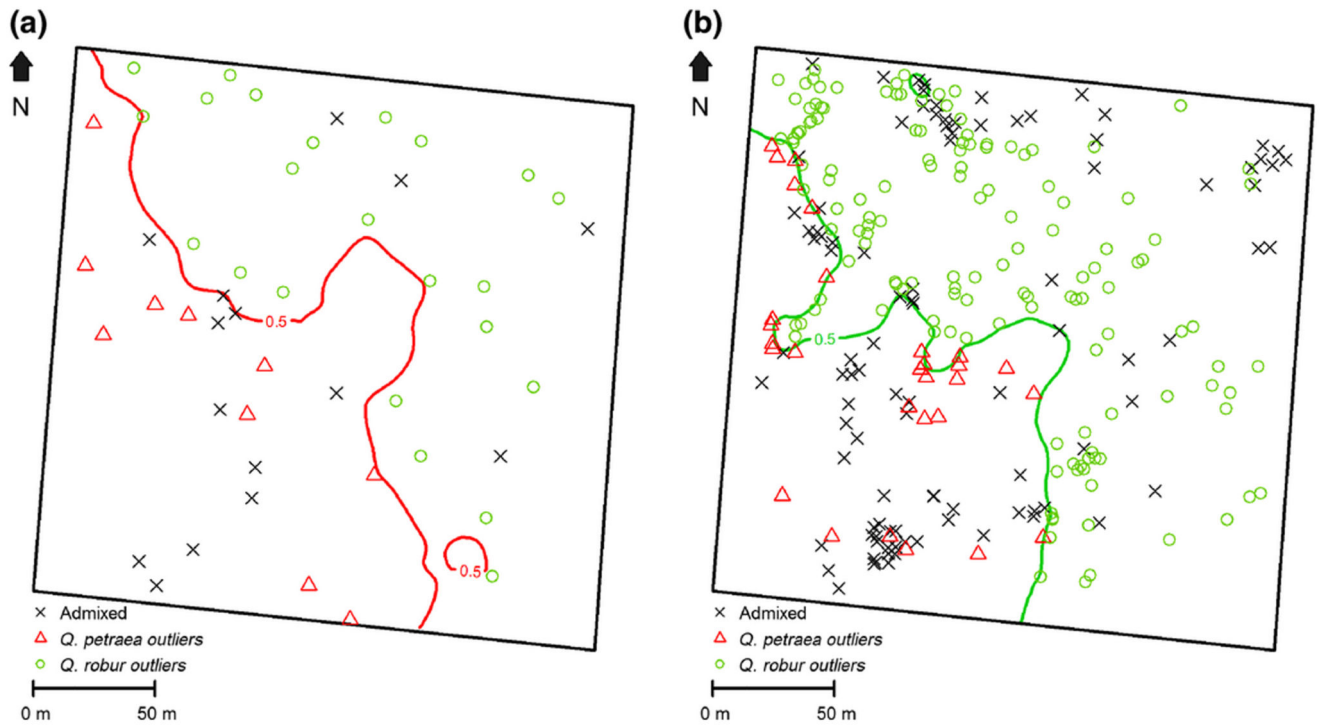 (a)
N
0.5
0.5
Admixed
Q. petraea outliers
Q. robur outliers
0 m 50 m
(b)
N
0.5
Admixed
Q. petraea outliers
Q. robur outliers
0 m 50 m